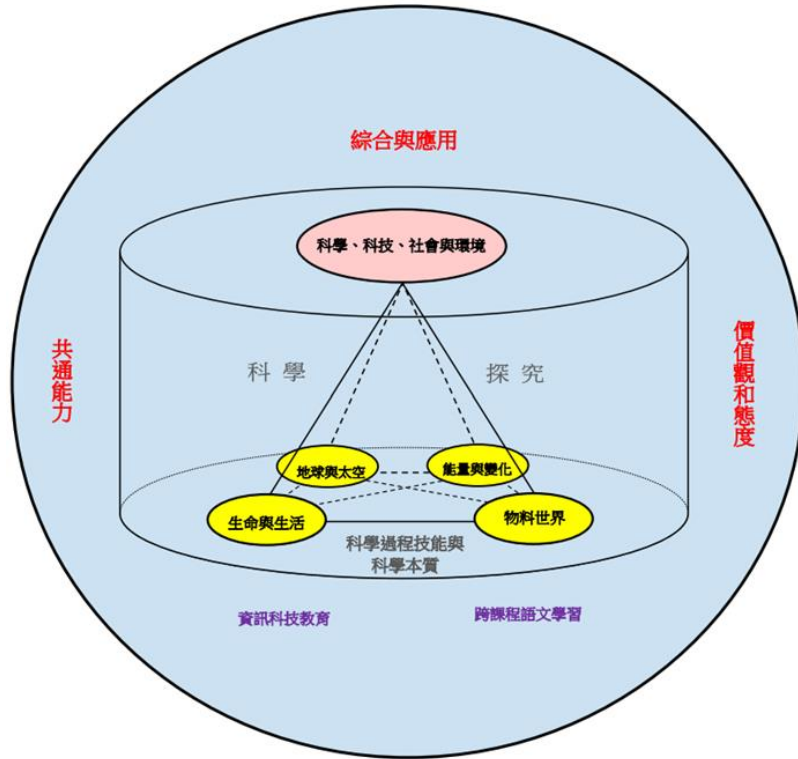 綜合與應用
科學、科技、社會與環境
共通能力
價值觀和態度
科學
探究
地球與太空
能量與變化
生命與生活
物料世界
科學過程技能與
科學本質
資訊科技教育
跨課程語文學習